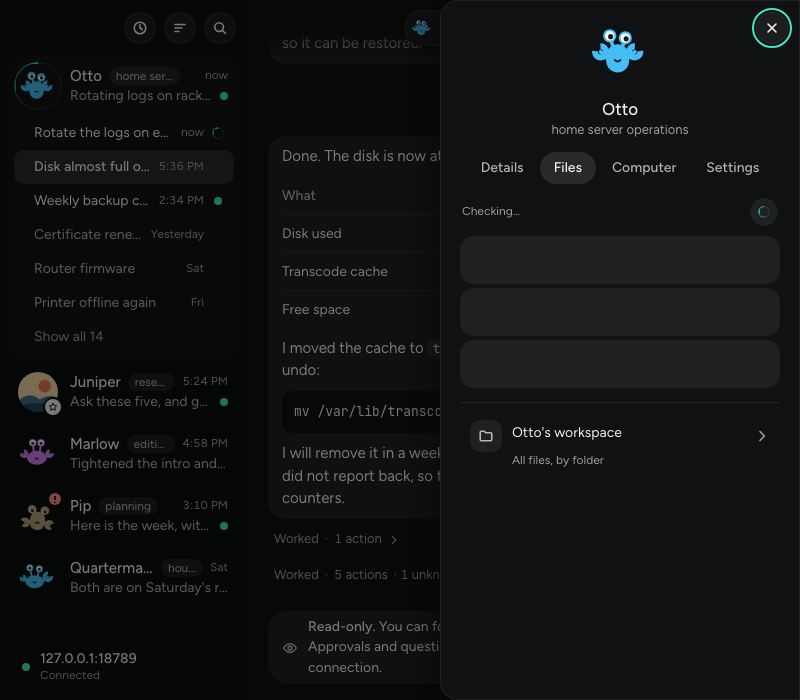 Otto home ser... now
Rotating logs on rack...
Rotate the logs on e... now
Disk almost full o... 5:36 PM
Weekly backup c... 2:34 PM
Certificate rene... Yesterday
Router firmware Sat
Printer offline again Fri
Show all 14
Juniper rese... 5:24 PM
Ask these five, and g...
Marlow editi... 4:58 PM
Tightened the intro and...
Pip planning 3:10 PM
Here is the week, wit...
Quarterma... hou... Sat
Both are on Saturday's r...
127.0.0.1:18789
Connected
so it can be restored.
Done. The disk is now at
What
Disk used
Transcode cache
Free space
I moved the cache to t
undo:
mv /var/lib/transco
I will remove it in a week
did not report back, so t
counters.
Worked · 1 action
Worked · 5 actions · 1 unkn
Read-only. You can fo
Approvals and questi
connection.
Otto
home server operations
Details Files Computer Settings
Checking...
Otto's workspace
All files, by folder